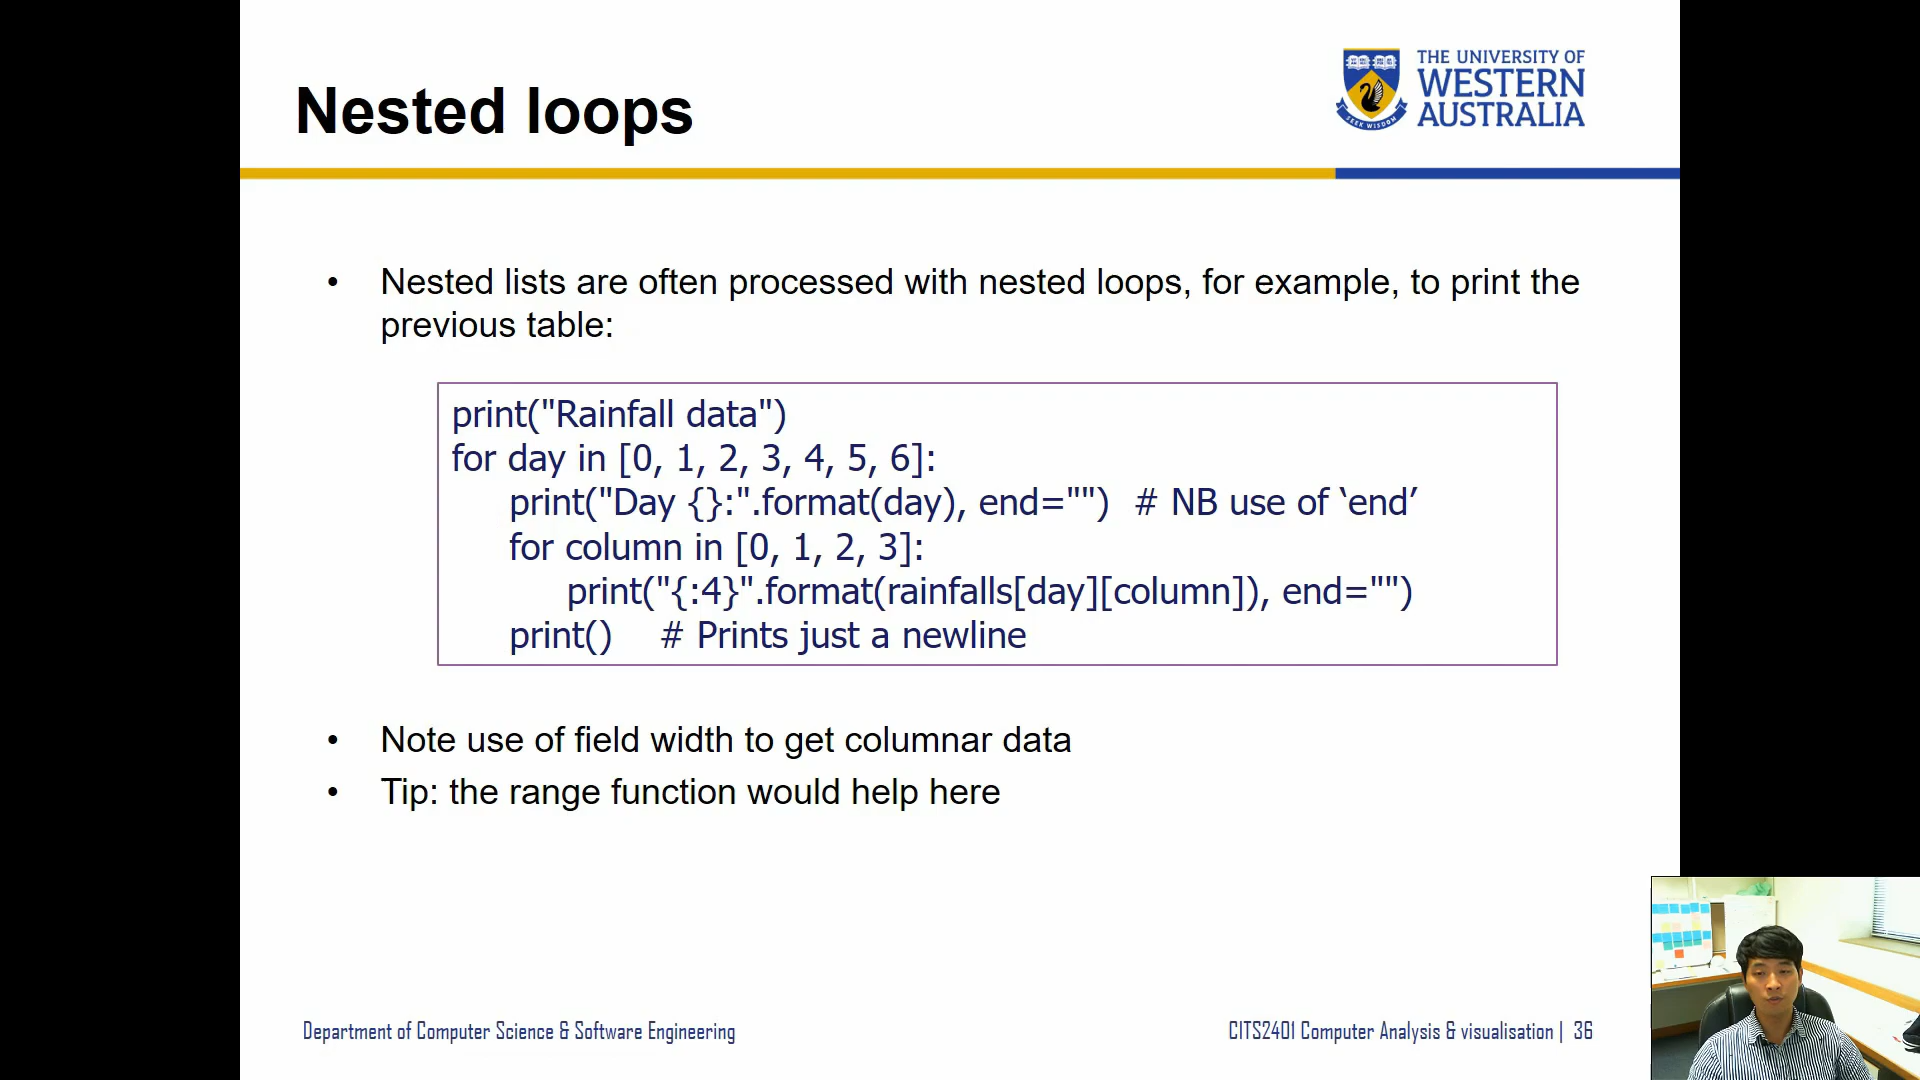 Nested loops
THE UNIVERSITY OF
WESTERN
AUSTRALIA
SEEK WISDOM
• Nested lists are often processed with nested loops, for example, to print the
previous table:
print("Rainfall data")
for day in [0, 1, 2, 3, 4, 5, 6]:
print("Day {}:".format(day), end="") # NB use of ‘end’
for column in [0, 1, 2, 3]:
print("{:4}".format(rainfalls[day][column]), end="")
print() # Prints just a newline
• Note use of field width to get columnar data
• Tip: the range function would help here
Department of Computer Science & Software Engineering
CITS2401 Computer Analysis & visualisation | 36